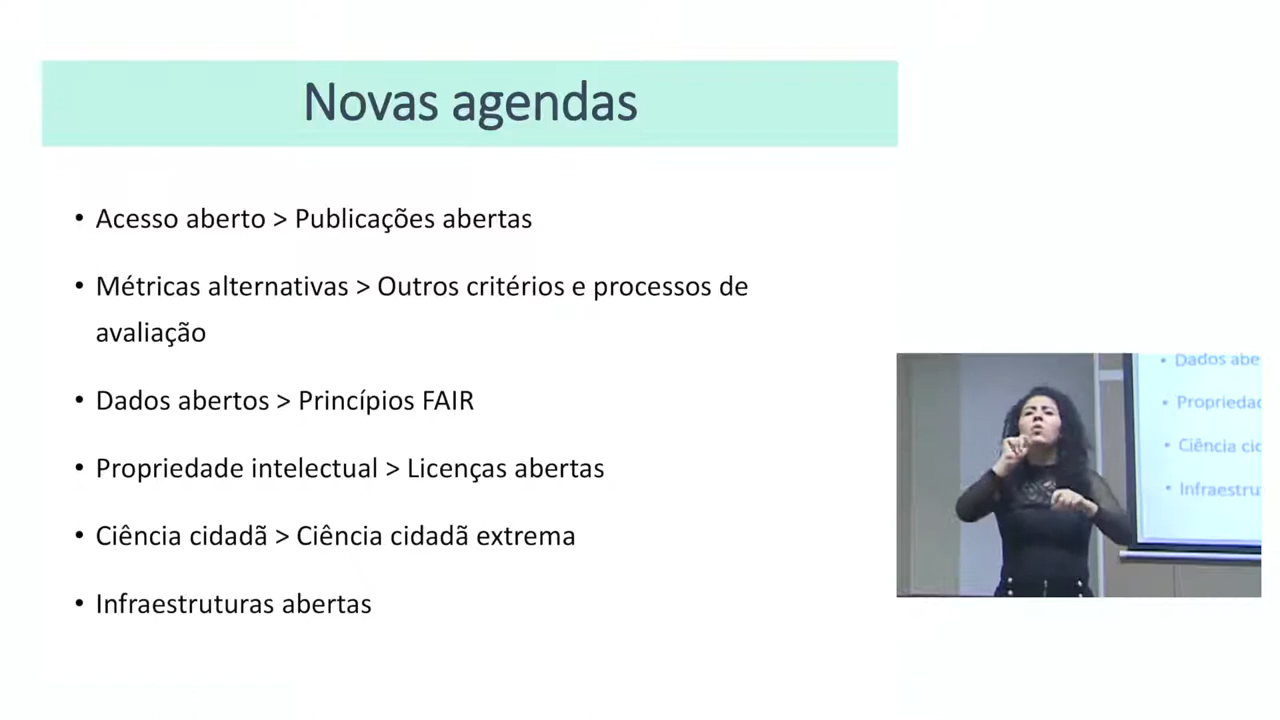 Novas agendas
• Acesso aberto > Publicações abertas
• Métricas alternativas > Outros critérios e processos de
avaliação
• Dados abertos > Princípios FAIR
• Propriedade intelectual > Licenças abertas
• Ciência cidadã > Ciência cidadã extrema
• Infraestruturas abertas
• Dados abe
• Propriedad
• Ciência cid
• Infraestru